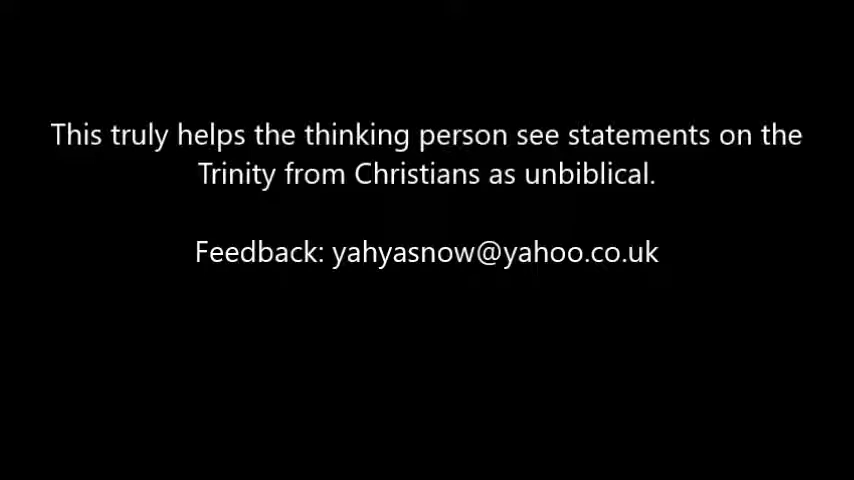 This truly helps the thinking person see statements on the
Trinity from Christians as unbiblical.
Feedback: yahyasnow@yahoo.co.uk